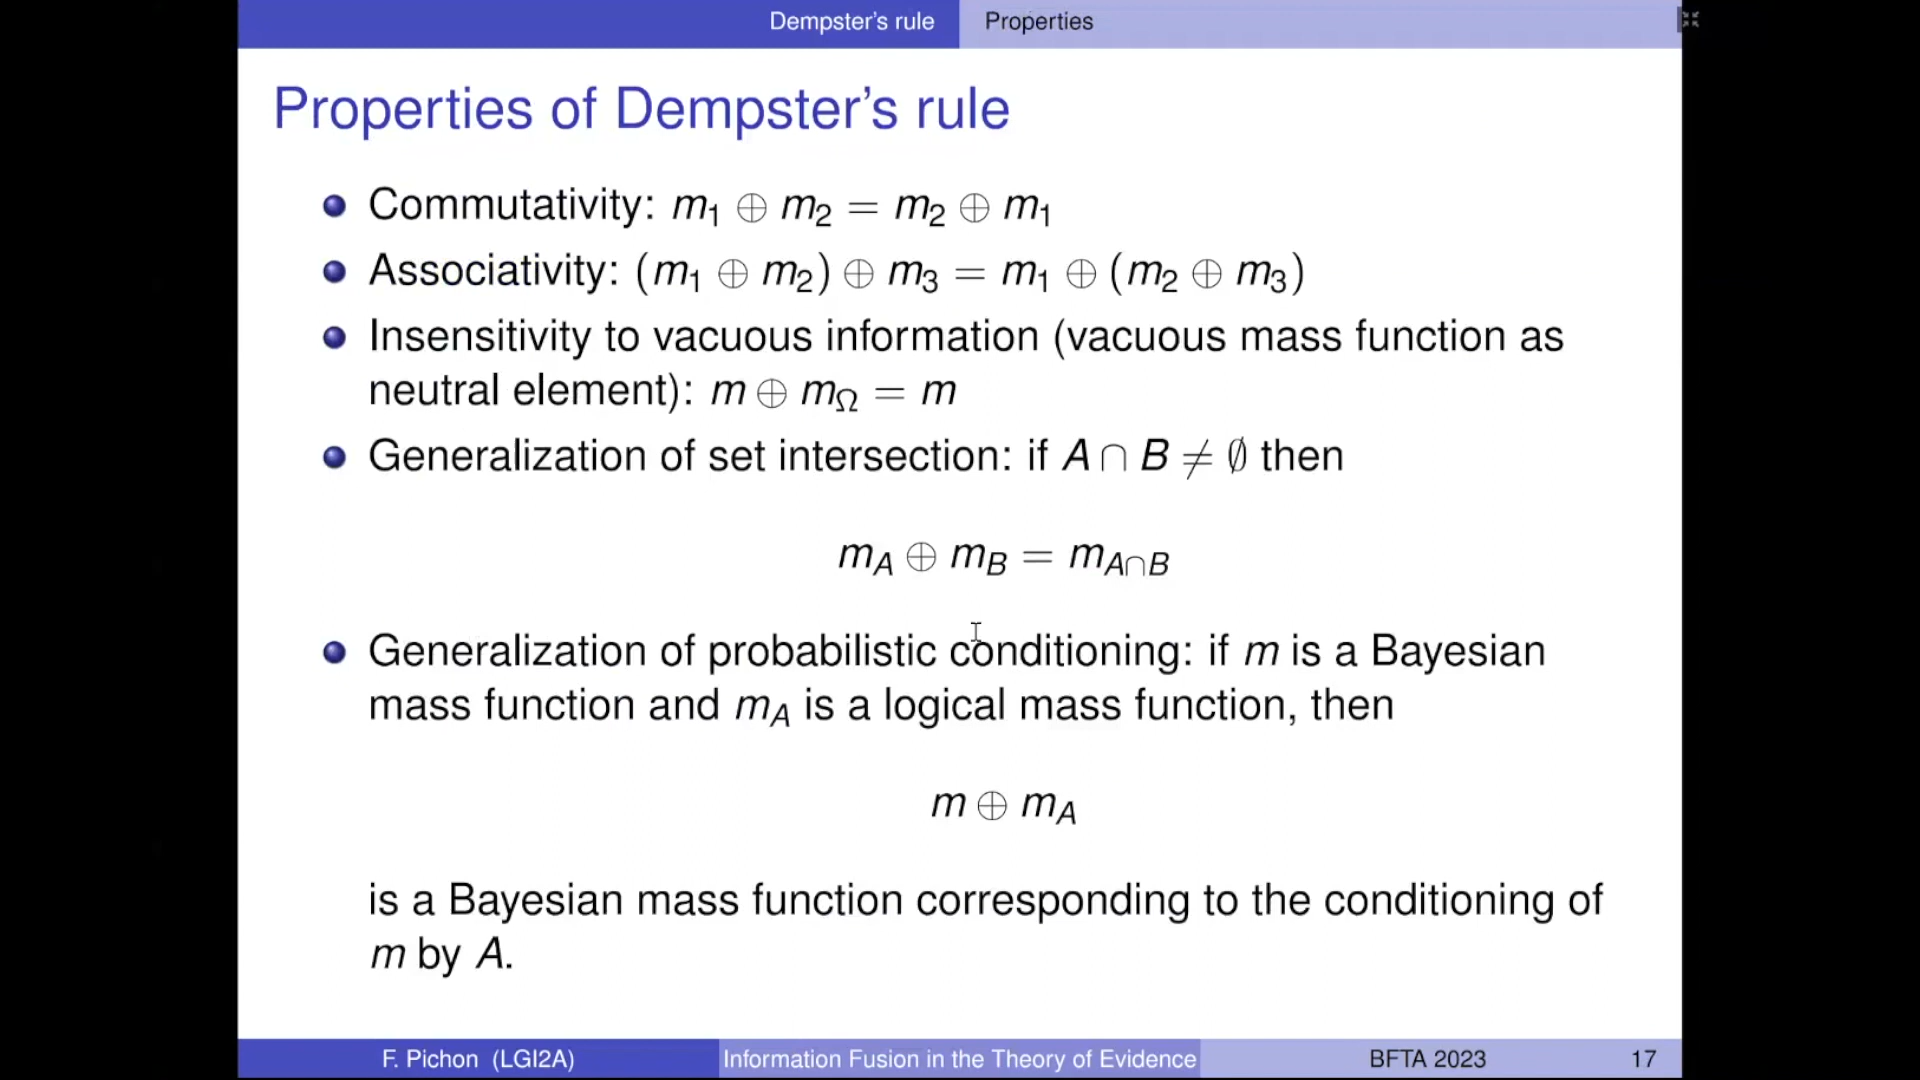 Dempster's rule Properties
Properties of Dempster's rule
Commutativity: m₁ ⊕ m₂ = m₂ ⊕ m₁
Associativity: (m₁ ⊕ m₂) ⊕ m₃ = m₁ ⊕ (m₂ ⊕ m₃)
Insensitivity to vacuous information (vacuous mass function as
neutral element): m ⊕ m_Ω = m
Generalization of set intersection: if A ∩ B ≠ ∅ then
m_A ⊕ m_B = m_{A∩B}
Generalization of probabilistic conditioning: if m is a Bayesian
mass function and m_A is a logical mass function, then
m ⊕ m_A
is a Bayesian mass function corresponding to the conditioning of
m by A.
F. Pichon (LGI2A) Information Fusion in the Theory of Evidence BFTA 2023 17